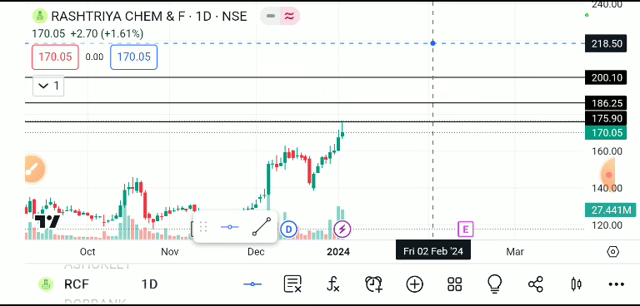 RASHTRIYA CHEM & F · 1D · NSE
240.00
170.05 +2.70 (+1.61%)
218.50
170.05 0.00 170.05
200.10
1
186.25
175.90
170.05
160.00
140.00
27.441M
120.00
D
E
Oct Nov Dec 2024 Fri 02 Feb '24 Mar
RCF 1D